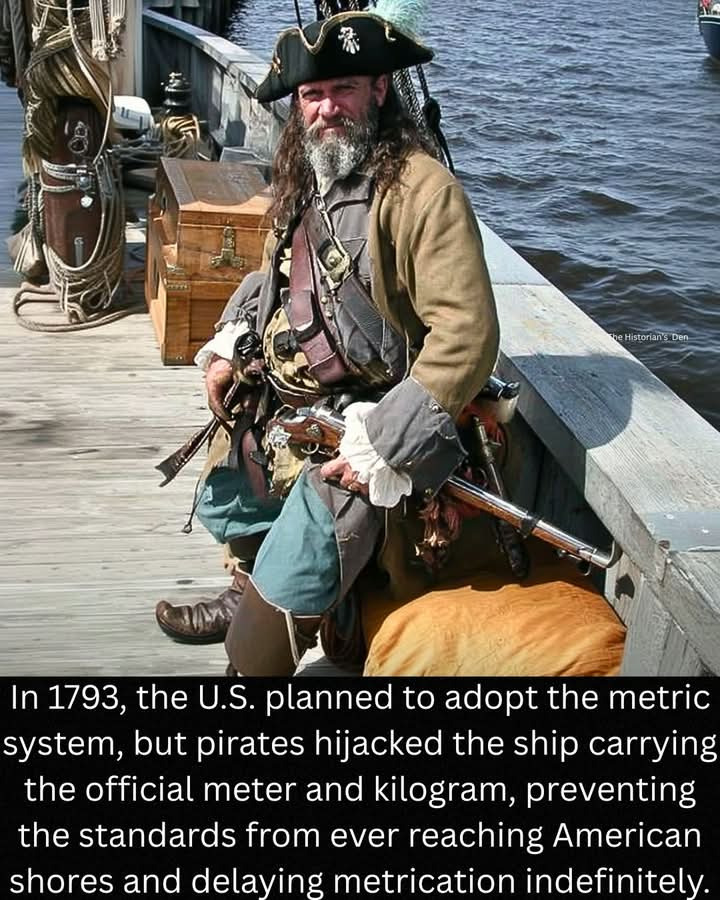 The Historian's Den
In 1793, the U.S. planned to adopt the metric
system, but pirates hijacked the ship carrying
the official meter and kilogram, preventing
the standards from ever reaching American
shores and delaying metrication indefinitely.